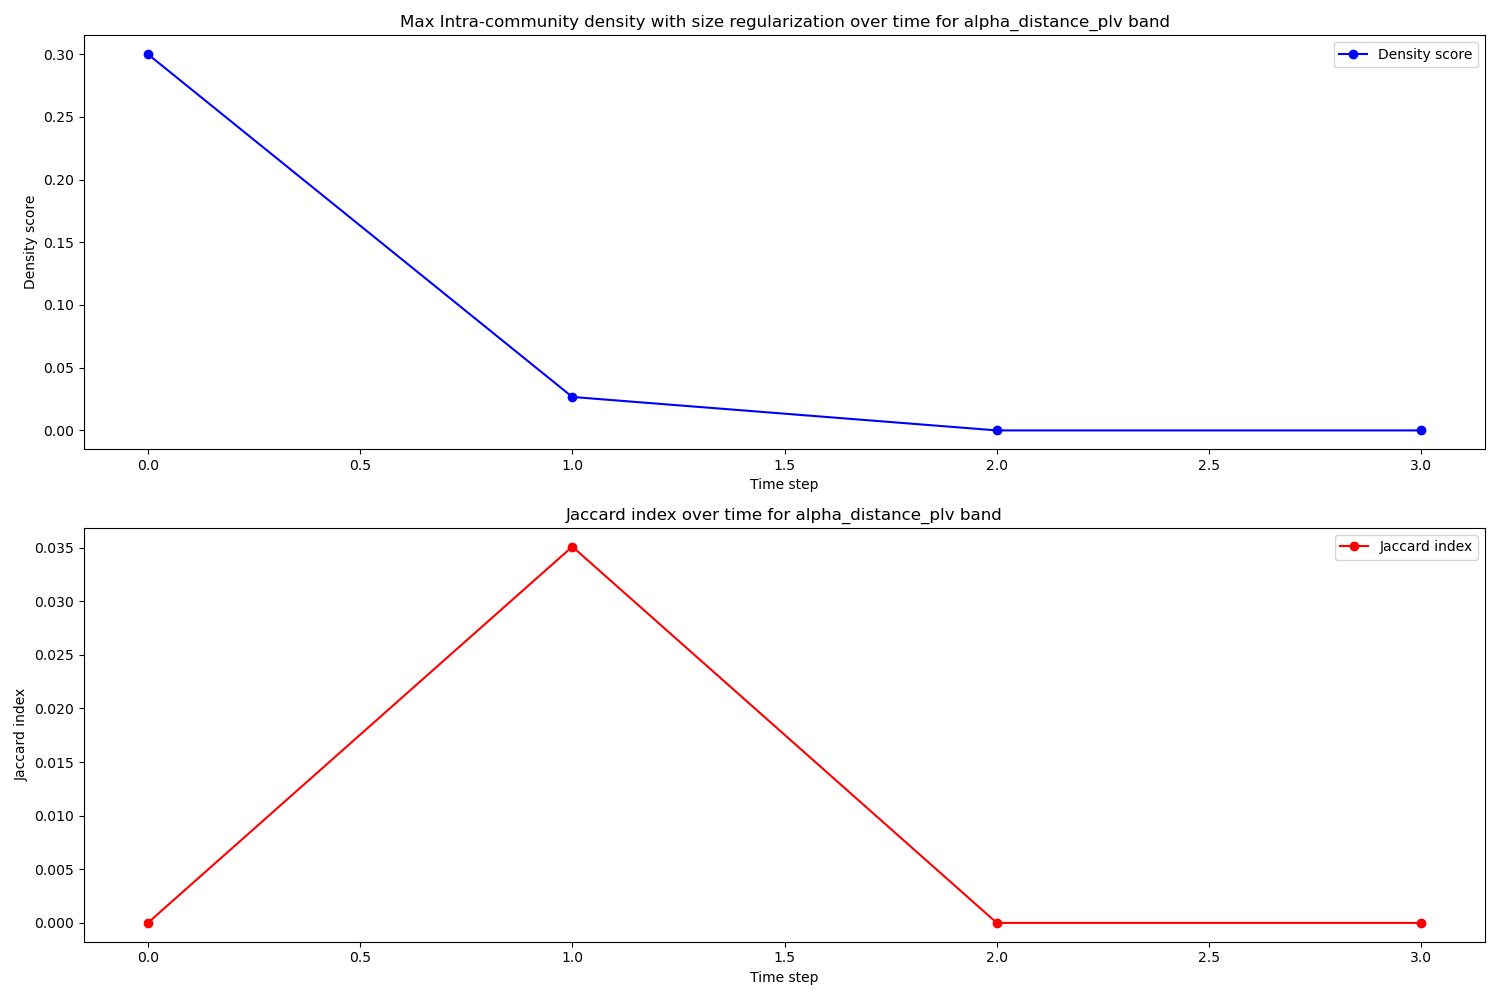 Max Intra-community density with size regularization over time for alpha_distance_plv band
Density score
0.30
0.25
0.20
0.15
0.10
0.05
0.00
Density score
0.0 0.5 1.0 1.5 2.0 2.5 3.0
Time step
Jaccard index over time for alpha_distance_plv band
Jaccard index
0.035
0.030
0.025
0.020
0.015
0.010
0.005
0.000
Jaccard index
0.0 0.5 1.0 1.5 2.0 2.5 3.0
Time step